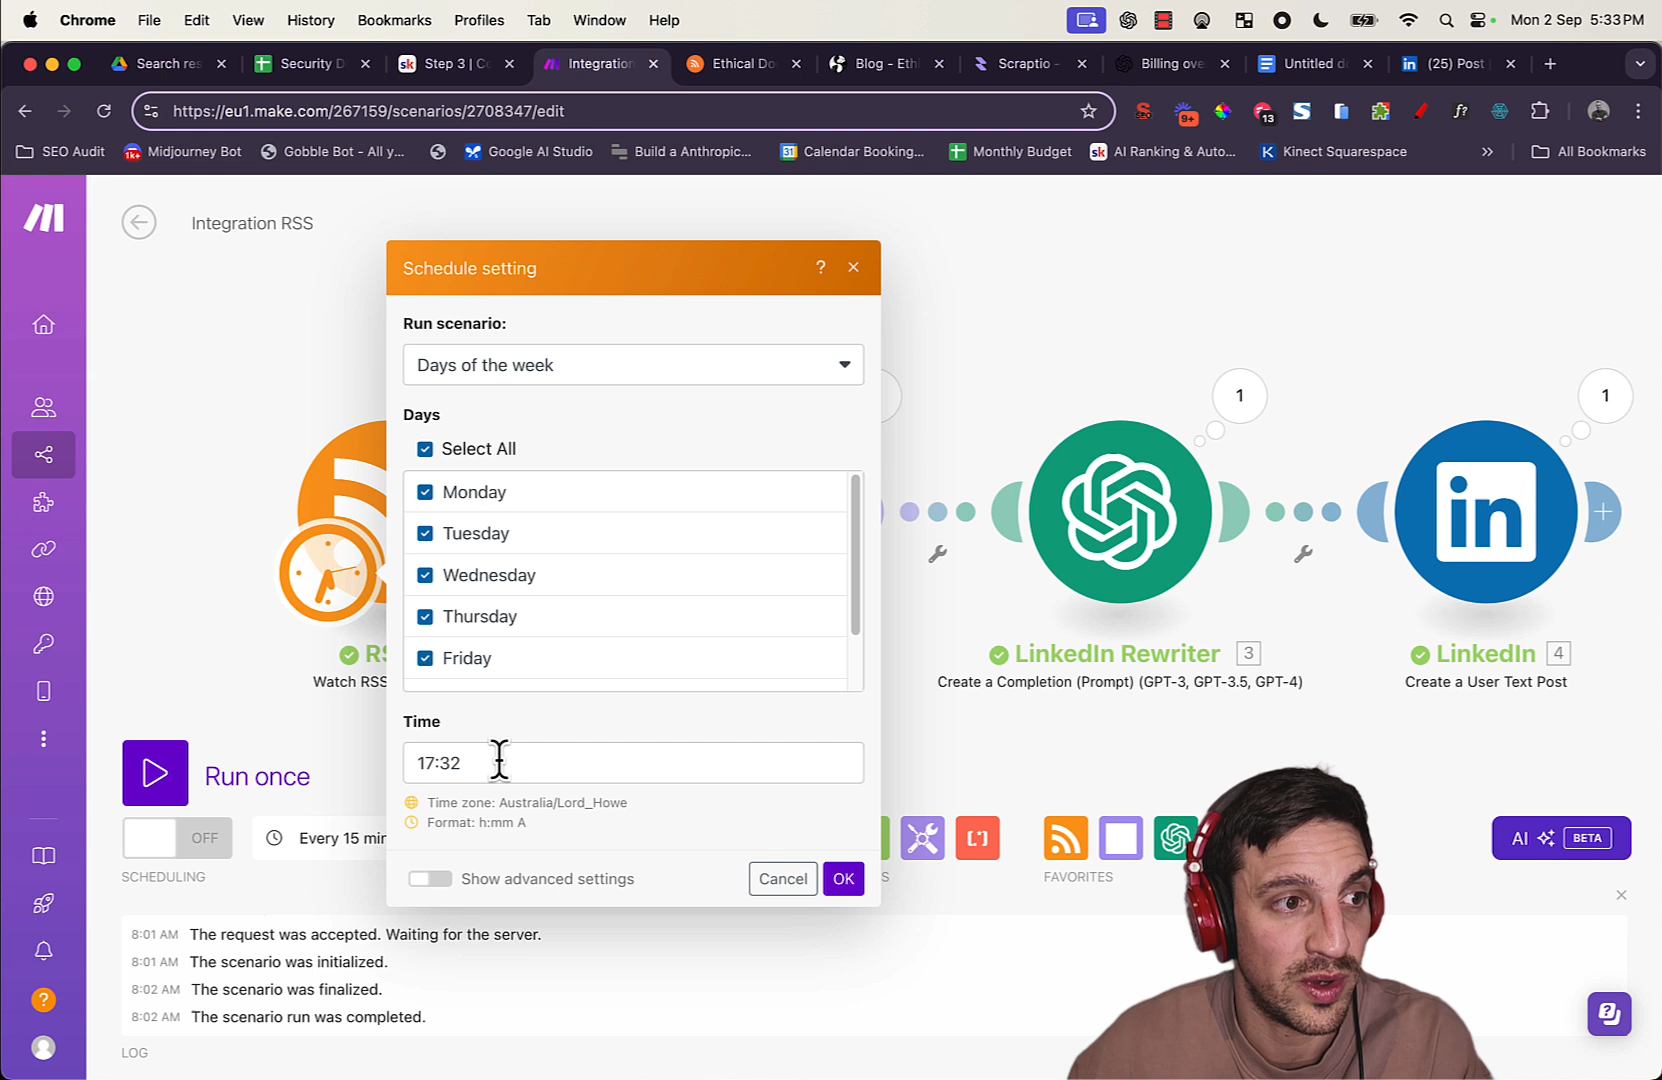 Chrome File Edit View History Bookmarks Profiles Tab Window Help Mon 2 Sep 5:33PM
Search res Security D Step 3 | Co Integration Ethical Do Blog - Ethi Scraptio - Billing ove Untitled d (25) Post
https://eu1.make.com/267159/scenarios/2708347/edit
9+ 13 f?
SEO Audit Midjourney Bot Gobble Bot - All y... Google AI Studio Build a Anthropic... Calendar Booking... Monthly Budget AI Ranking & Auto... Kinect Squarespace All Bookmarks
Integration RSS
Schedule setting ?
Run scenario:
Days of the week
Days
Select All
Monday
Tuesday
Wednesday
Thursday
Friday
Time
17:32
Time zone: Australia/Lord_Howe
Format: h:mm A
Show advanced settings Cancel OK
1
1
in
RS
Watch RSS
LinkedIn Rewriter 3
Create a Completion (Prompt) (GPT-3, GPT-3.5, GPT-4)
LinkedIn 4
Create a User Text Post
Run once
OFF Every 15 min
SCHEDULING
FAVORITES
AI BETA
8:01 AM The request was accepted. Waiting for the server.
8:01 AM The scenario was initialized.
8:02 AM The scenario was finalized.
8:02 AM The scenario run was completed.
LOG